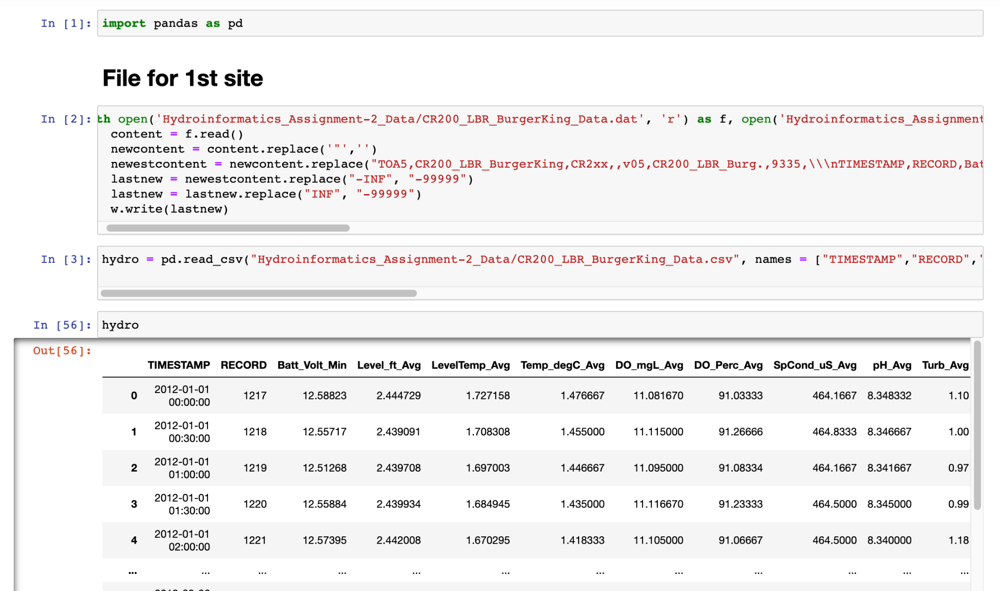 In [1]: import pandas as pd
File for 1st site
In [2]: th open('Hydroinformatics_Assignment-2_Data/CR200_LBR_BurgerKing_Data.dat', 'r') as f, open('Hydroinformatics_Assignment
content = f.read()
newcontent = content.replace('"','')
newestcontent = newcontent.replace("TOA5,CR200_LBR_BurgerKing,CR2xx,,v05,CR200_LBR_Burg.,9335,\\\nTIMESTAMP,RECORD,Bat
lastnew = newestcontent.replace("-INF", "-99999")
lastnew = lastnew.replace("INF", "-99999")
w.write(lastnew)
In [3]: hydro = pd.read_csv("Hydroinformatics_Assignment-2_Data/CR200_LBR_BurgerKing_Data.csv", names = ["TIMESTAMP","RECORD",'
In [56]: hydro
Out[56]:
TIMESTAMP RECORD Batt_Volt_Min Level_ft_Avg LevelTemp_Avg Temp_degC_Avg DO_mgL_Avg DO_Perc_Avg SpCond_uS_Avg pH_Avg Turb_Avg
0 2012-01-01 00:00:00 1217 12.58823 2.444729 1.727158 1.476667 11.081670 91.03333 464.1667 8.348332 1.10
1 2012-01-01 00:30:00 1218 12.55717 2.439091 1.708308 1.455000 11.115000 91.26666 464.8333 8.346667 1.00
2 2012-01-01 01:00:00 1219 12.51268 2.439708 1.697003 1.446667 11.095000 91.08334 464.1667 8.341667 0.97
3 2012-01-01 01:30:00 1220 12.55884 2.439934 1.684945 1.435000 11.116670 91.23333 464.5000 8.345000 0.99
4 2012-01-01 02:00:00 1221 12.57395 2.442008 1.670295 1.418333 11.105000 91.06667 464.5000 8.340000 1.18
... ... ... ... ... ... ... ... ... ... ... ...